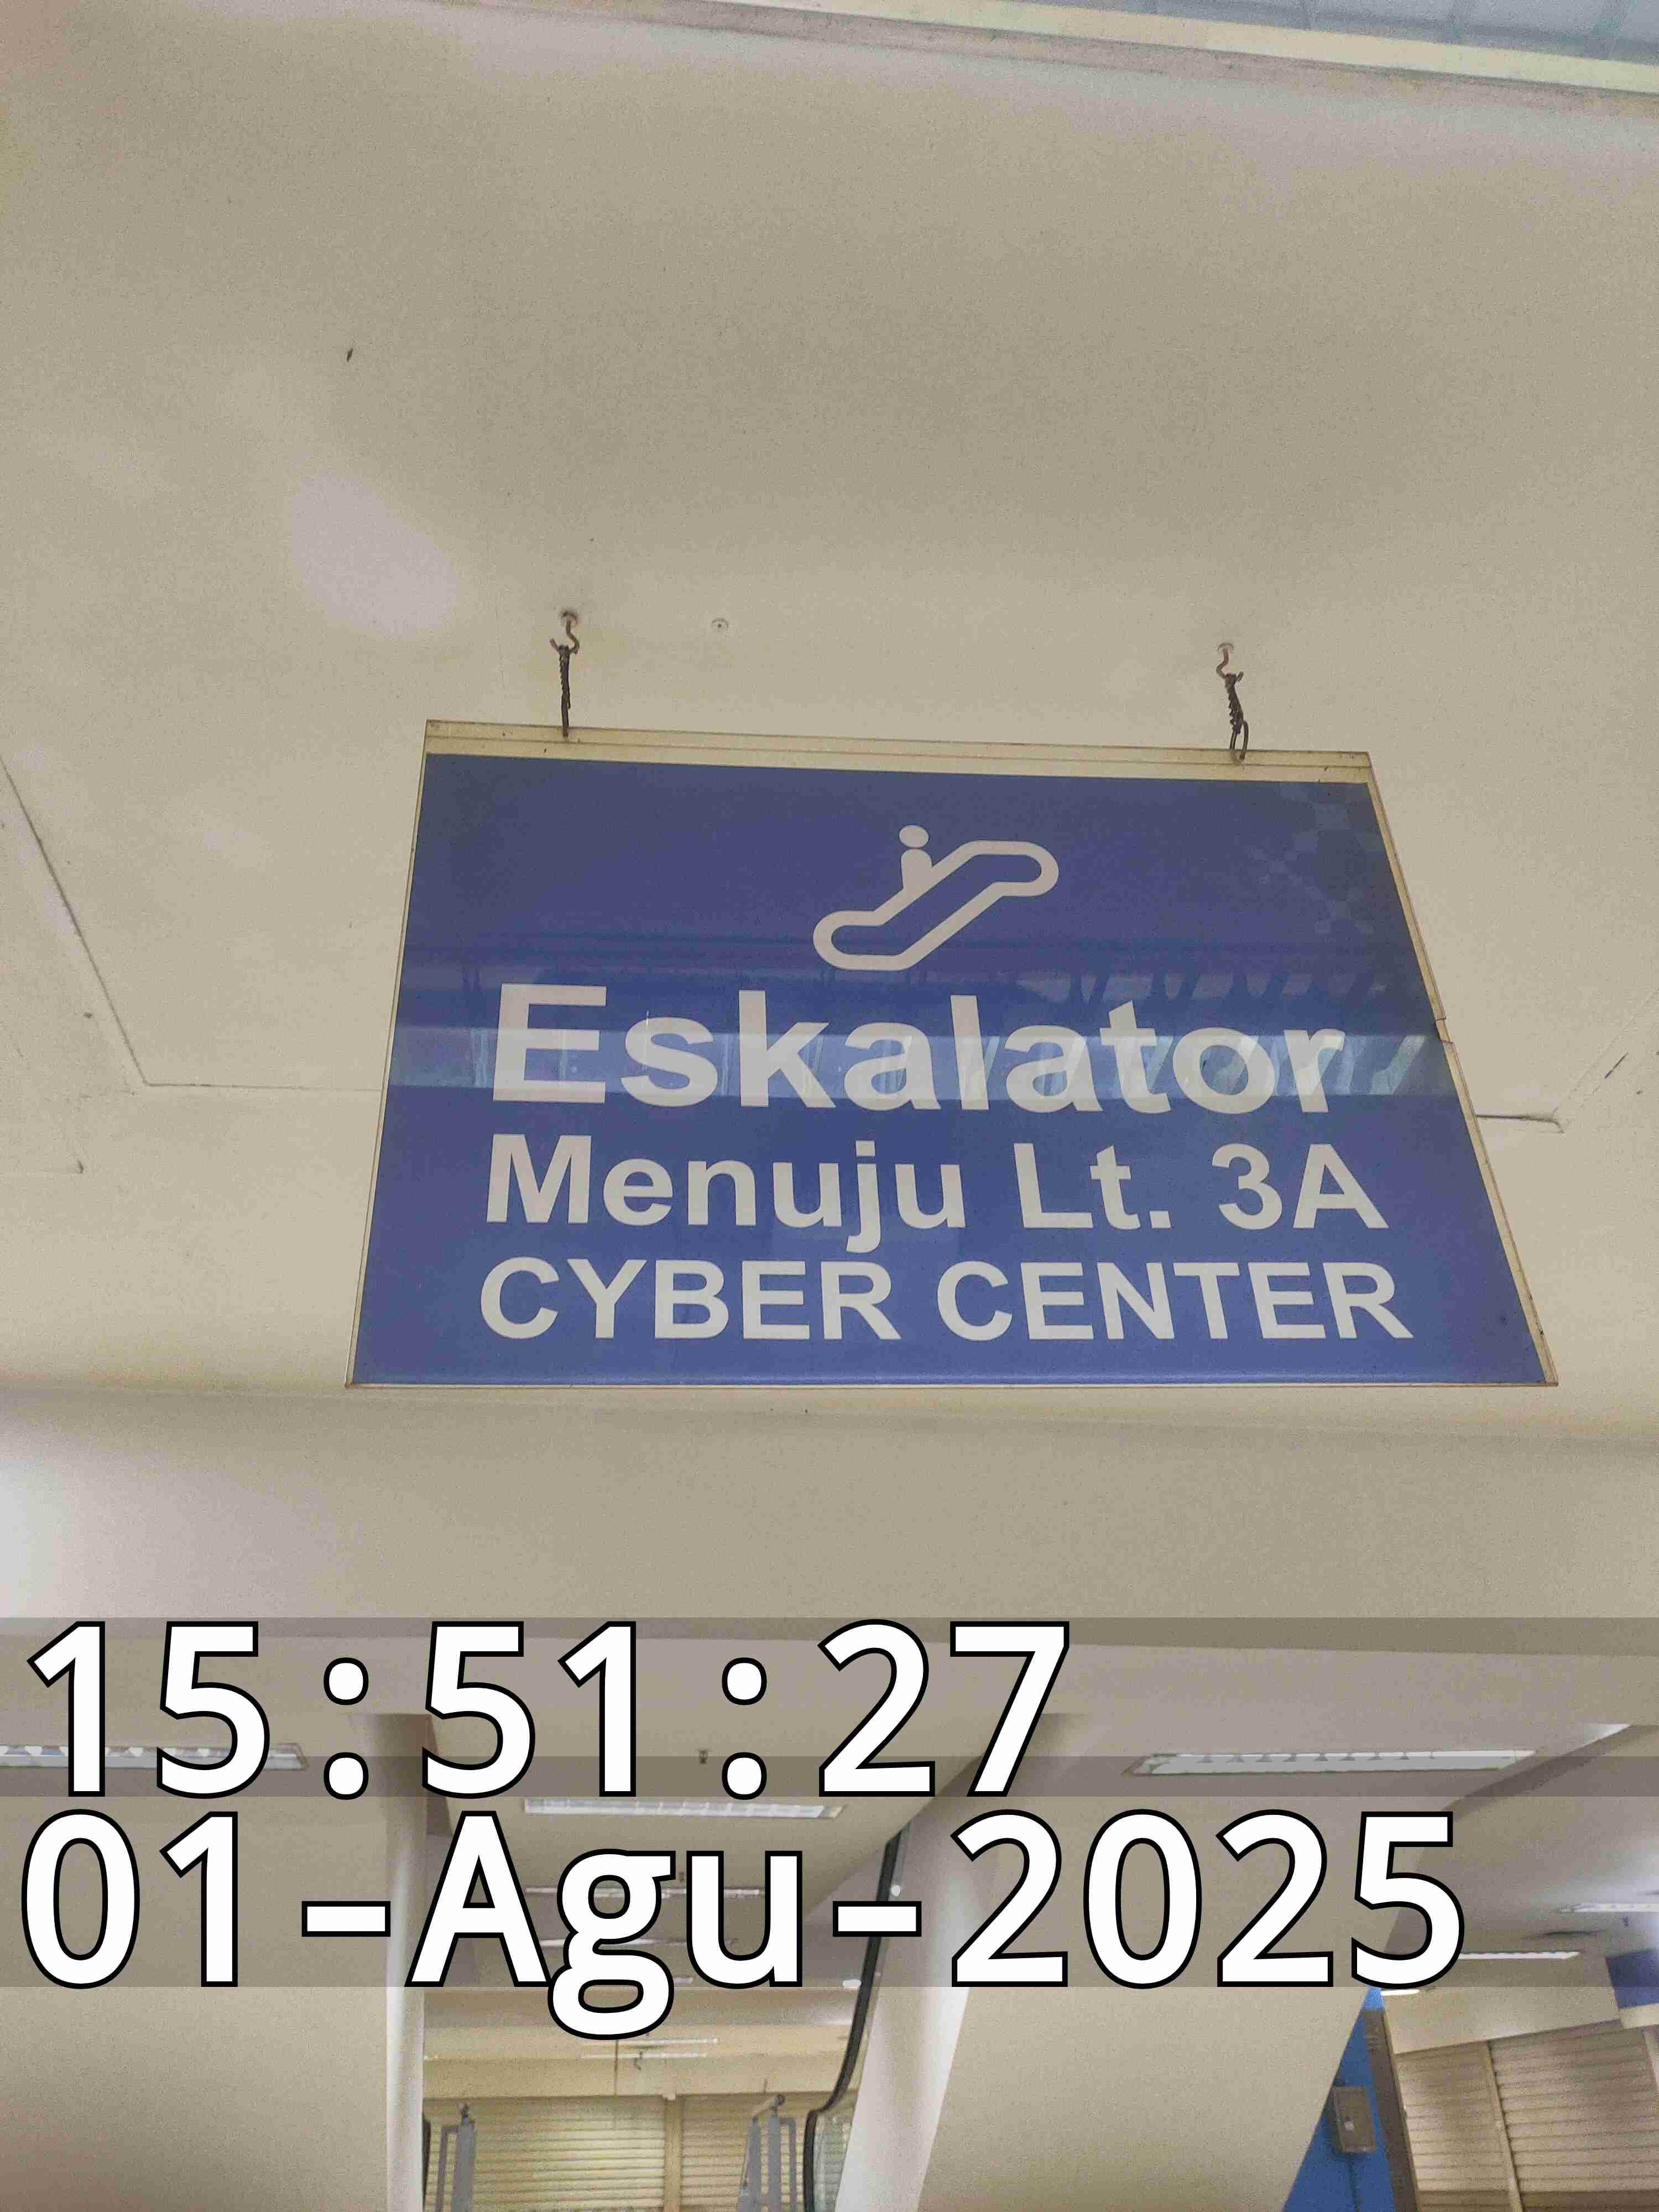 Eskalator
Menuju Lt. 3A
CYBER CENTER
15:51:27
01-Agu-2025